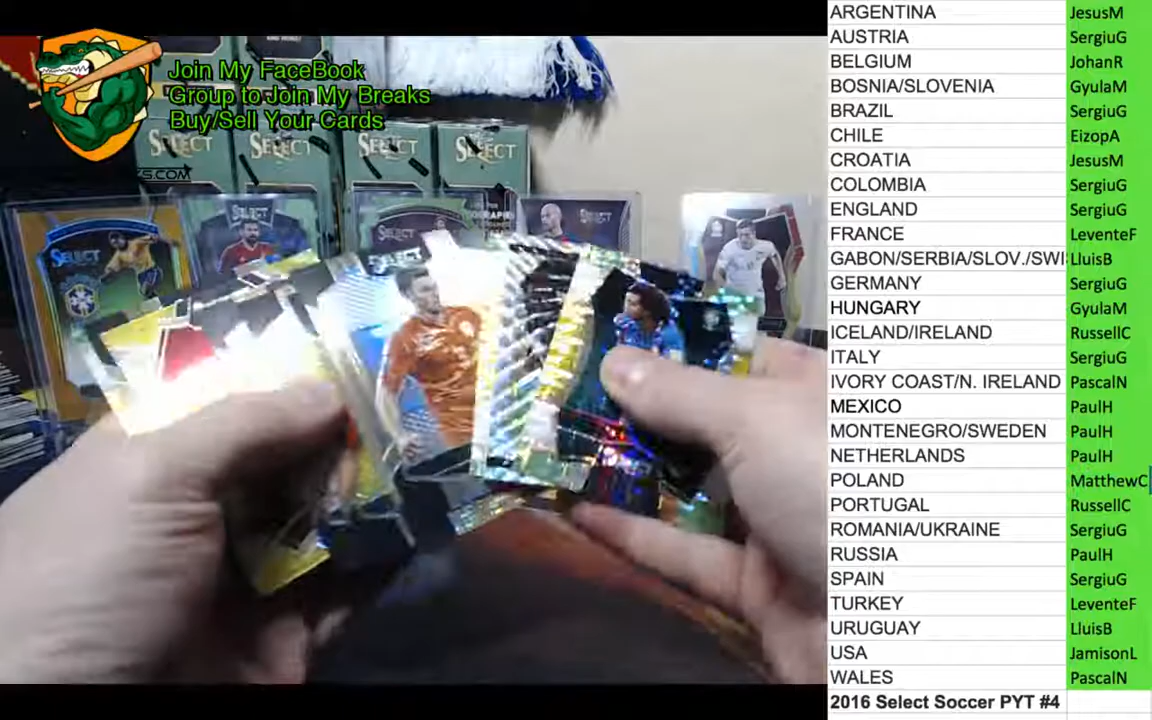 Join My FaceBook
Group to Join My Breaks
Buy/Sell Your Cards
S.COM
SELECT
SELECT
SELECT
SELECT
SELECT
SELECT
SELECT
ARGENTINA JesusM
AUSTRIA SergiuG
BELGIUM JohanR
BOSNIA/SLOVENIA GyulaM
BRAZIL SergiuG
CHILE EizopA
CROATIA JesusM
COLOMBIA SergiuG
ENGLAND SergiuG
FRANCE LeventeF
GABON/SERBIA/SLOV./SWI LluisB
GERMANY SergiuG
HUNGARY GyulaM
ICELAND/IRELAND RussellC
ITALY SergiuG
IVORY COAST/N. IRELAND PascalN
MEXICO PaulH
MONTENEGRO/SWEDEN PaulH
NETHERLANDS PaulH
POLAND MatthewC
PORTUGAL RussellC
ROMANIA/UKRAINE SergiuG
RUSSIA PaulH
SPAIN SergiuG
TURKEY LeventeF
URUGUAY LluisB
USA JamisonL
WALES PascalN
2016 Select Soccer PYT #4